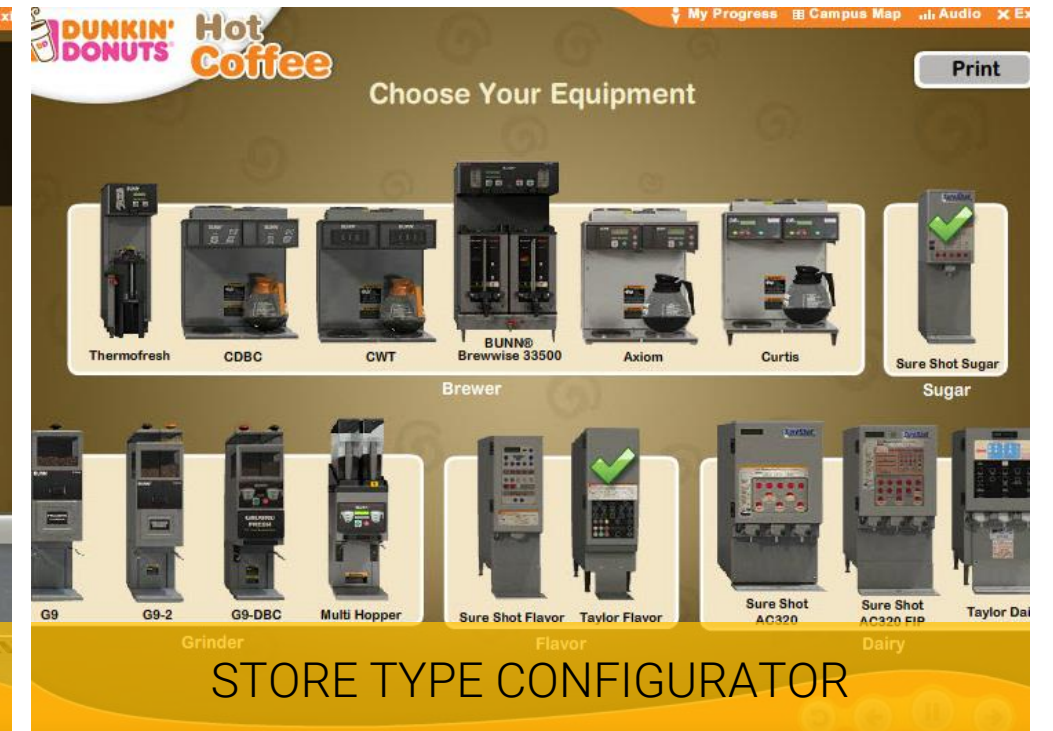 DUNKIN' DONUTS
Hot Coffee
My Progress Campus Map Audio
Print
Choose Your Equipment
Thermofresh
CDBC
CWT
BUNN®
Brewwise 33500
Axiom
Curtis
Sure Shot Sugar
Brewer
Sugar
G9
G9-2
G9-DBC
Multi Hopper
Sure Shot Flavor
Taylor Flavor
Sure Shot
AC320
Sure Shot
AC320 FIP
Taylor Dai
Grinder
Flavor
Dairy
STORE TYPE CONFIGURATOR